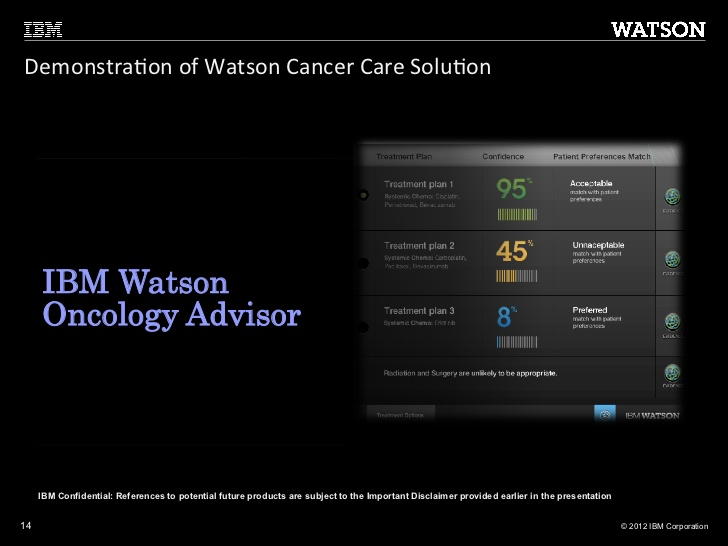 IBM
WATSON
Demonstration of Watson Cancer Care Solution
Treatment Plan Confidence Patient Preferences Match
Treatment plan 1 95% Acceptable
Systemic Chemo: Cisplatin, match with patient
Pemetrexed, Bevacizumab preferences
Treatment plan 2 45% Unacceptable
Systemic Chemo: Carboplatin, match with patient
Paclitaxel, Bevacizumab preferences
Treatment plan 3 8% Preferred
Systemic Chemo: Erlotinib match with patient
preferences
Radiation and Surgery are unlikely to be appropriate.
Treatment Options IBM WATSON
IBM Watson
Oncology Advisor
IBM Confidential: References to potential future products are subject to the Important Disclaimer provided earlier in the presentation
14 © 2012 IBM Corporation